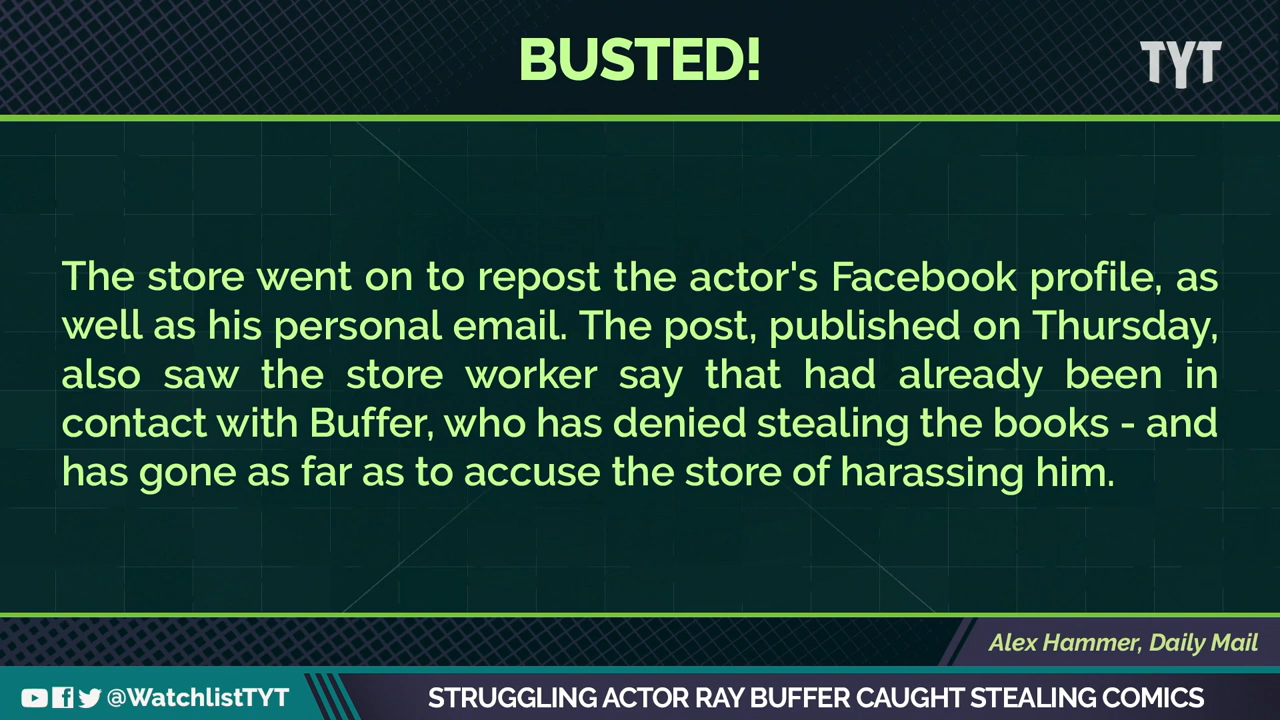 BUSTED!
TYT
The store went on to repost the actor's Facebook profile, as
well as his personal email. The post, published on Thursday,
also saw the store worker say that had already been in
contact with Buffer, who has denied stealing the books - and
has gone as far as to accuse the store of harassing him.
Alex Hammer, Daily Mail
@WatchlistTYT
STRUGGLING ACTOR RAY BUFFER CAUGHT STEALING COMICS